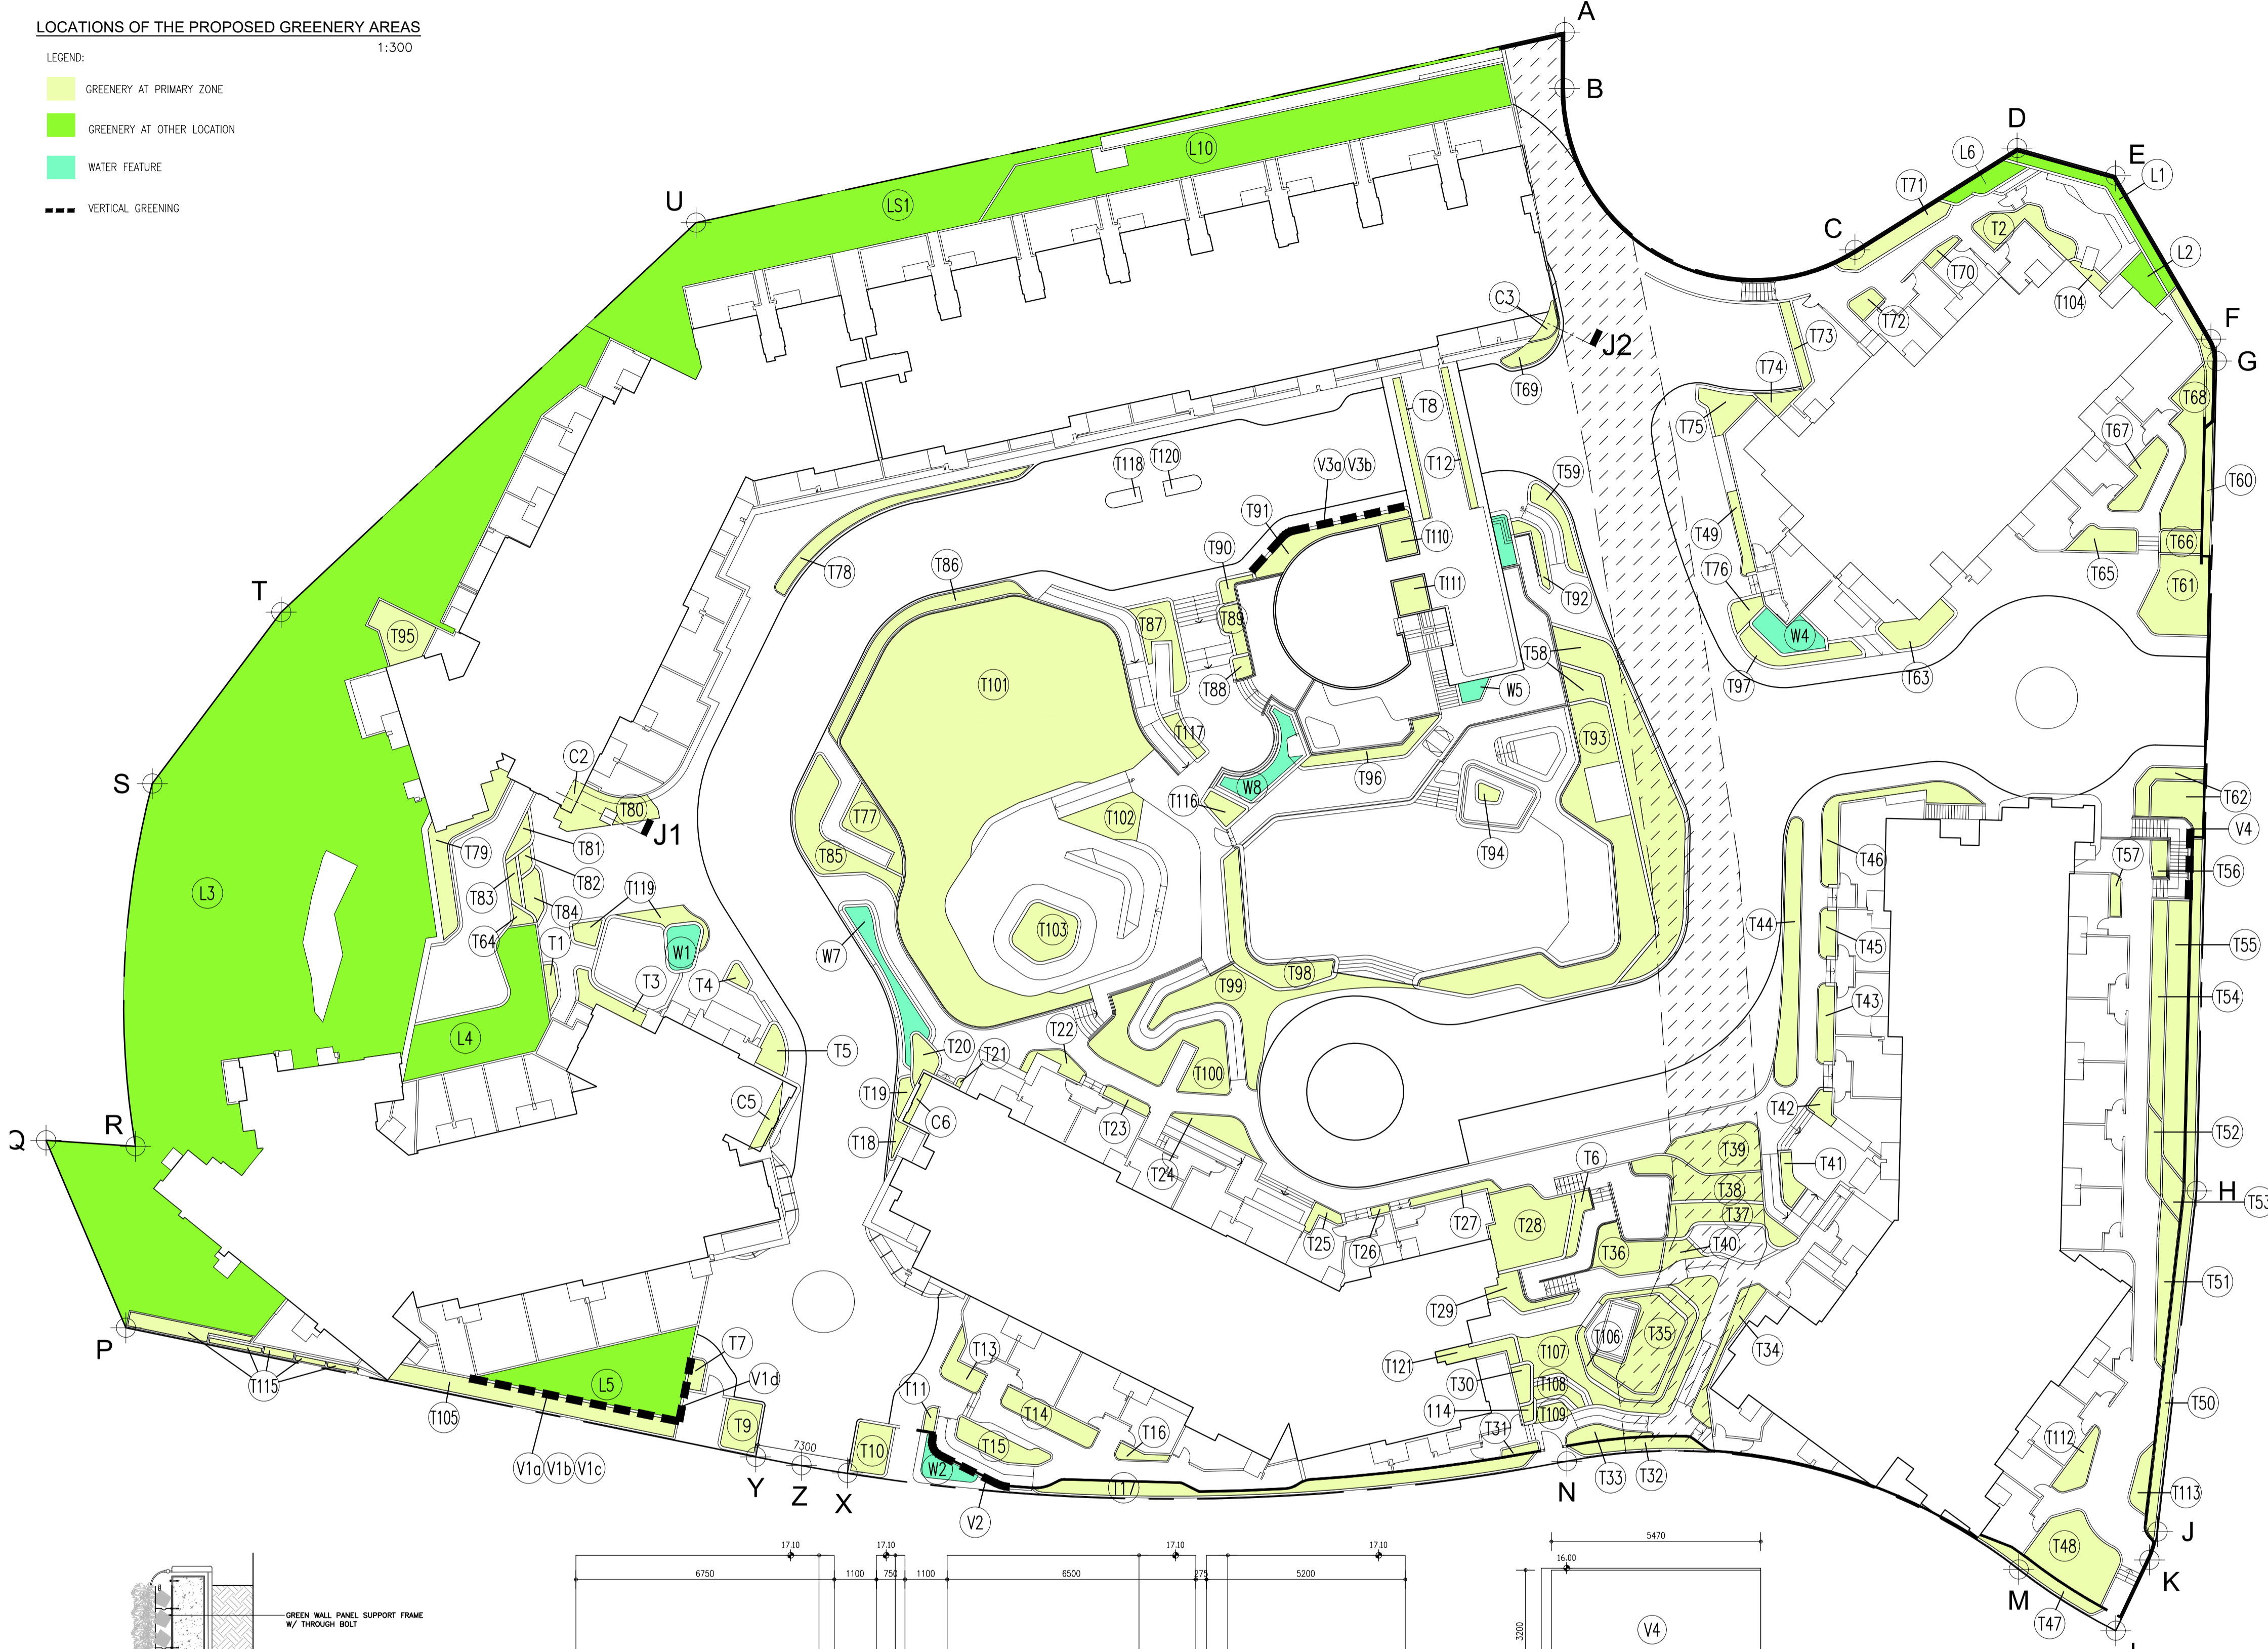 LOCATIONS OF THE PROPOSED GREENERY AREAS
1:300
LEGEND:
GREENERY AT PRIMARY ZONE
GREENERY AT OTHER LOCATION
WATER FEATURE
VERTICAL GREENING
A
B
D
E
L6
L1
T71
L10
U
LS1
C
T2
T70
L2
T104
C3
T72
F
J2
T73
G
T69
T74
T68
T8
T75
T67
T118
T120
V3a
V3b
T12
T59
T60
T91
T49
T110
T90
T66
T78
T86
T65
T111
T92
T76
T61
T
T95
T87
T89
W4
T101
T58
T88
W5
T97
T63
T117
T93
C2
T96
S
W8
T62
T80
T116
J1
T102
V4
T81
T77
T79
T94
T85
T46
T57
T56
T82
T83
L3
T119
T84
T103
T44
T64
T1
W1
W7
T45
T55
T3
T4
T98
T99
T54
T43
L4
T5
T22
T20
T21
T100
T19
C5
C6
T23
T42
Q
R
T18
T52
T39
T24
T6
T41
T38
H
T53
T27
T28
T37
T25
T26
T36
T40
T51
T29
P
T106
T35
T34
T13
T107
T7
T121
T115
L5
V1d
T30
T108
T11
T50
T105
T14
114
T109
T9
T15
T16
T31
T112
T10
7300
T33
T32
V1a
V1b
V1c
W2
Y
Z
X
N
T17
T113
V2
J
T48
K
M
T47
17.10
17.10
17.10
17.10
5470
16.00
6750
1100
750
1100
6500
275
5200
3200
V4
GREEN WALL PANEL SUPPORT FRAME
W/ THROUGH BOLT